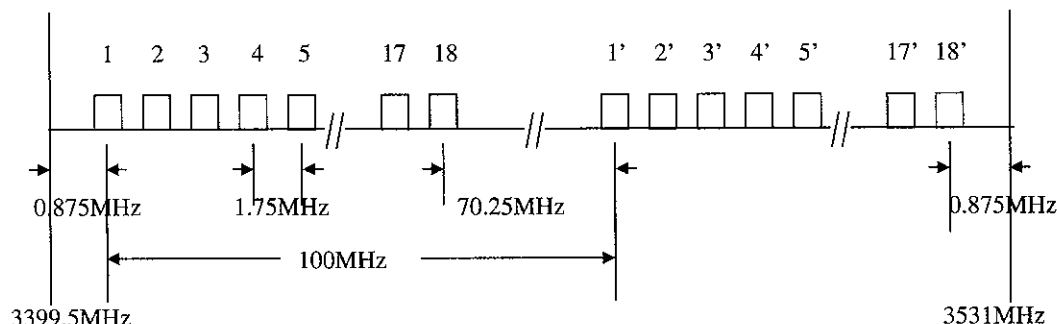 1 2 3 4 5 17 18 1’ 2’ 3’ 4’ 5’ 17’ 18’
0.875MHz 1.75MHz 70.25MHz 0.875MHz
100MHz
3399.5MHz 3531MHz